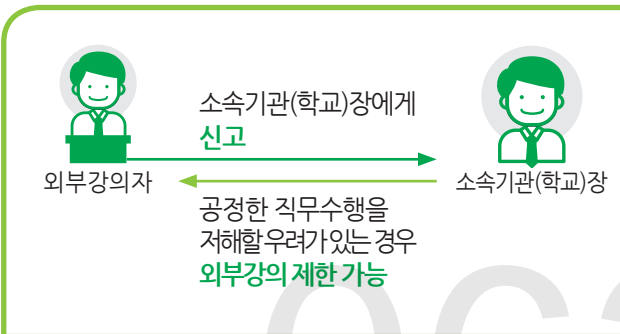 소속기관(학교)장에게
신고
외부강의자
소속기관(학교)장
공정한 직무수행을
저해할 우려가 있는 경우
외부강의 제한 가능